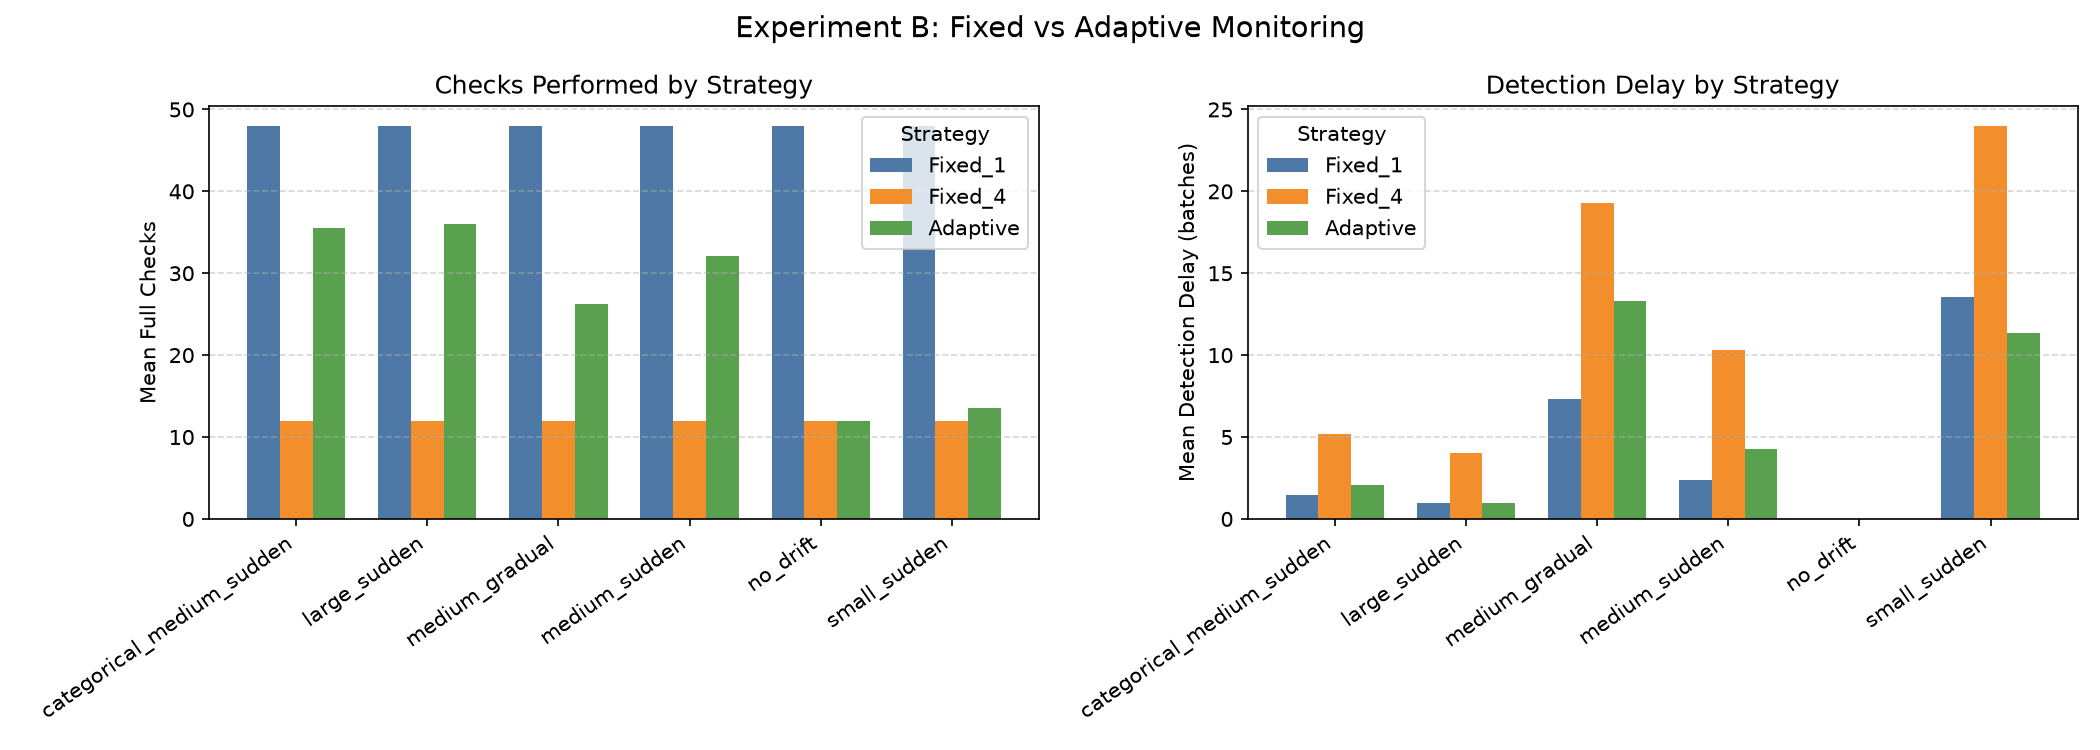 Experiment B: Fixed vs Adaptive Monitoring
Checks Performed by Strategy
Mean Full Checks
50
40
30
20
10
0
Strategy
Fixed_1
Fixed_4
Adaptive
categorical_medium_sudden
large_sudden
medium_gradual
medium_sudden
no_drift
small_sudden
Detection Delay by Strategy
Mean Detection Delay (batches)
25
20
15
10
5
0
Strategy
Fixed_1
Fixed_4
Adaptive
categorical_medium_sudden
large_sudden
medium_gradual
medium_sudden
no_drift
small_sudden